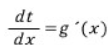 dt/dx = g´(x)